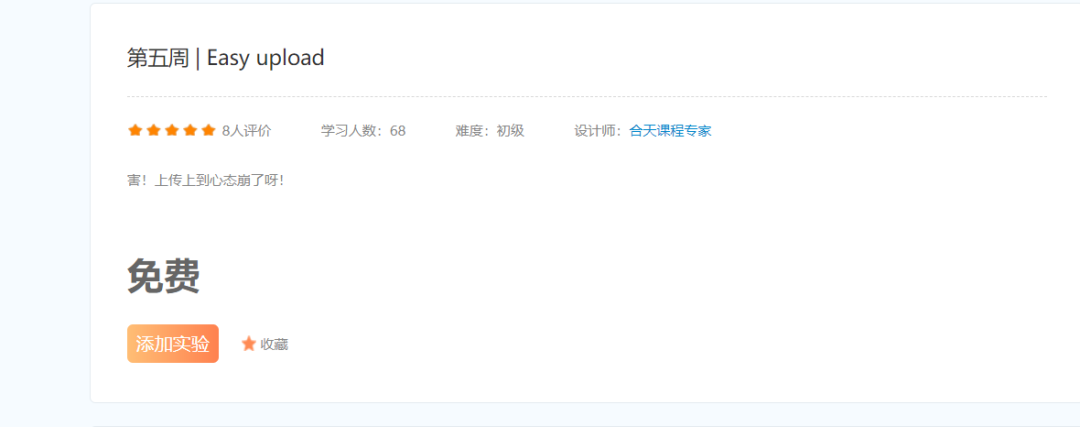 第五周 | Easy upload
8人评价 学习人数：68 难度：初级 设计师：合天课程专家
害！上传上到心态崩了呀！
免费
添加实验 收藏